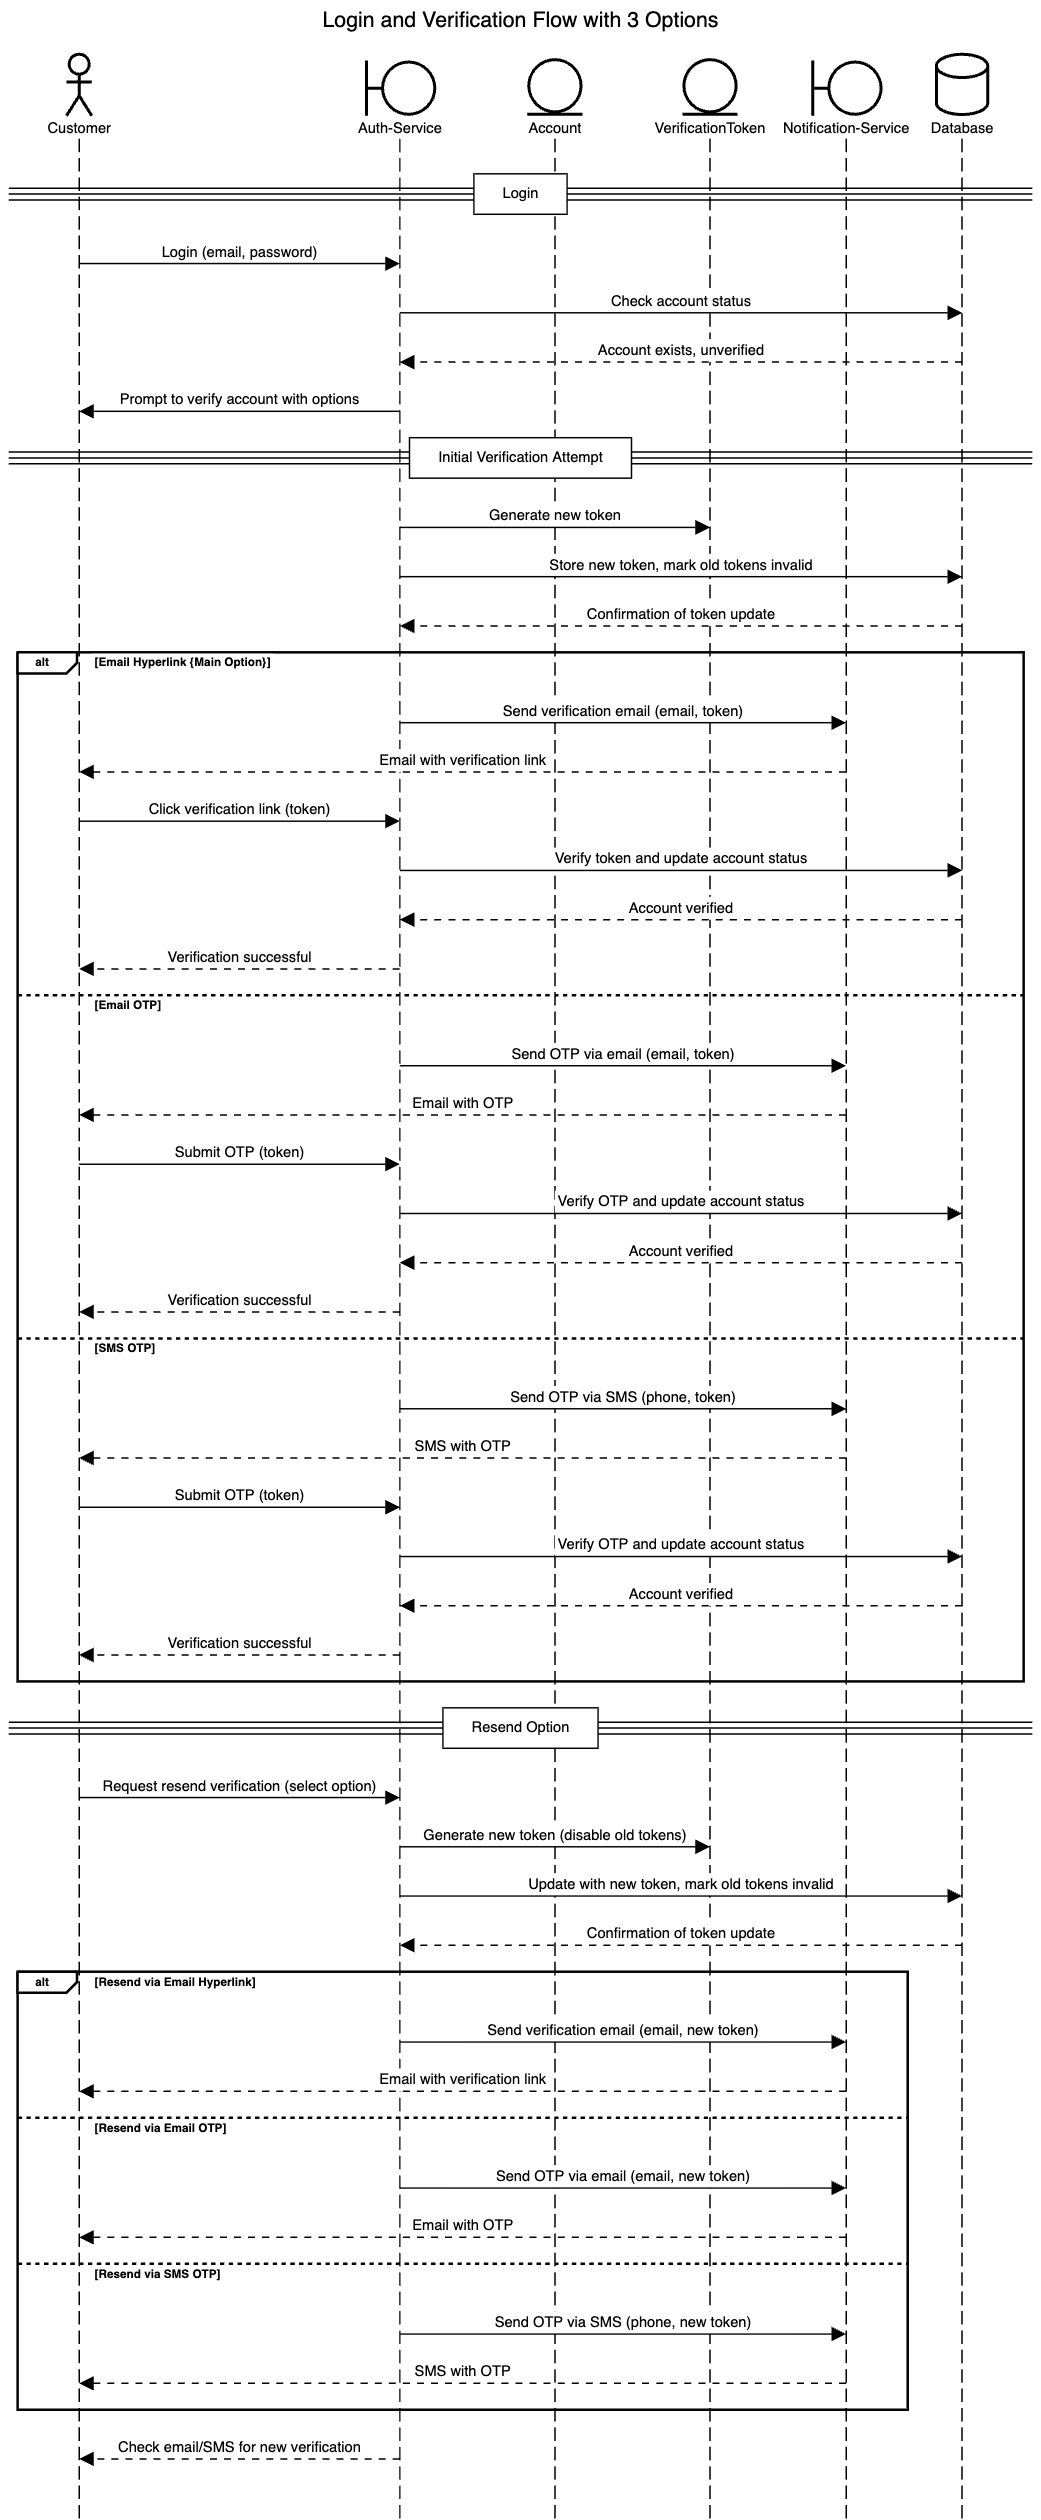 Login and Verification Flow with 3 Options
Customer
Auth-Service
Account
VerificationToken
Notification-Service
Database
Login
Login (email, password)
Check account status
Account exists, unverified
Prompt to verify account with options
Initial Verification Attempt
Generate new token
Store new token, mark old tokens invalid
Confirmation of token update
alt
[Email Hyperlink {Main Option}]
Send verification email (email, token)
Email with verification link
Click verification link (token)
Verify token and update account status
Account verified
Verification successful
[Email OTP]
Send OTP via email (email, token)
Email with OTP
Submit OTP (token)
Verify OTP and update account status
Account verified
Verification successful
[SMS OTP]
Send OTP via SMS (phone, token)
SMS with OTP
Submit OTP (token)
Verify OTP and update account status
Account verified
Verification successful
Resend Option
Request resend verification (select option)
Generate new token (disable old tokens)
Update with new token, mark old tokens invalid
Confirmation of token update
alt
[Resend via Email Hyperlink]
Send verification email (email, new token)
Email with verification link
[Resend via Email OTP]
Send OTP via email (email, new token)
Email with OTP
[Resend via SMS OTP]
Send OTP via SMS (phone, new token)
SMS with OTP
Check email/SMS for new verification